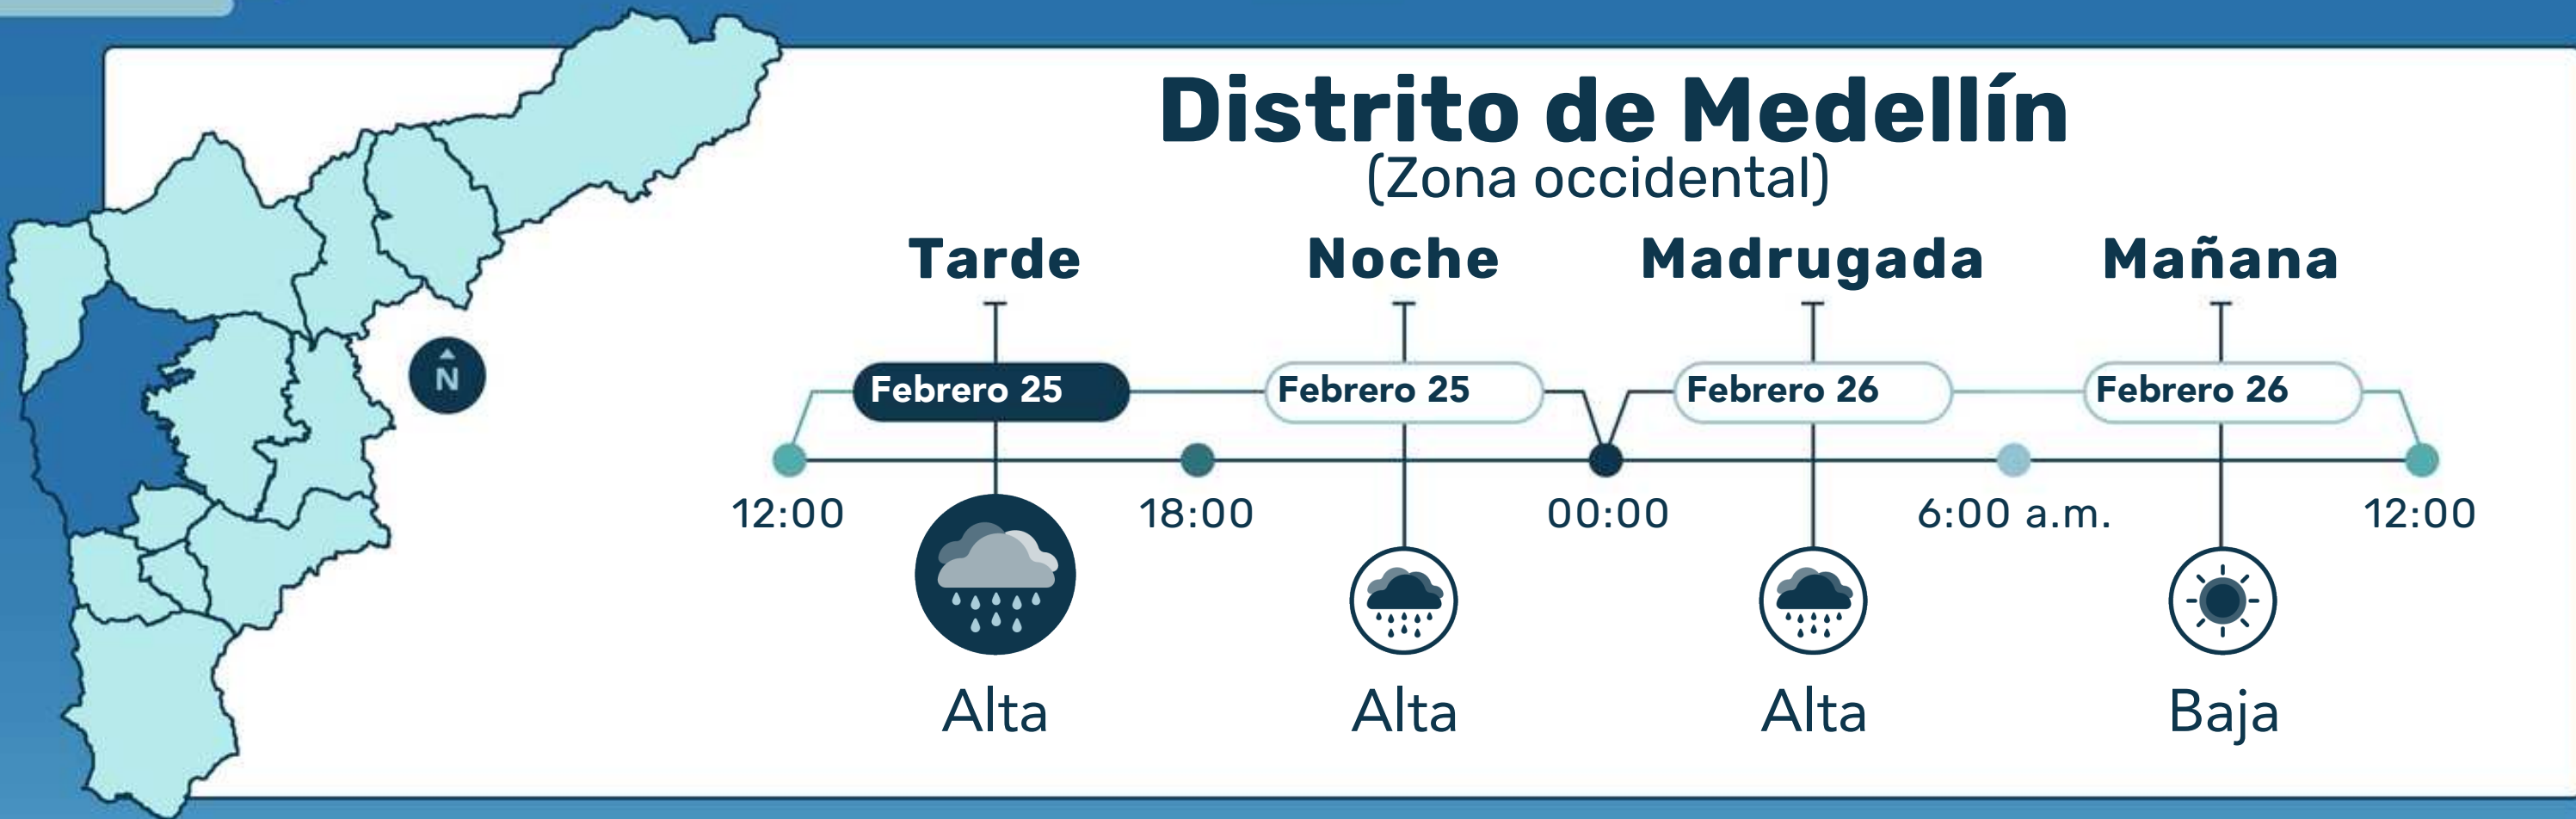 Distrito de Medellín
(Zona occidental)
Tarde Noche Madrugada Mañana
N
Febrero 25 Febrero 25 Febrero 26 Febrero 26
12:00 18:00 00:00 6:00 a.m. 12:00
Alta Alta Alta Baja